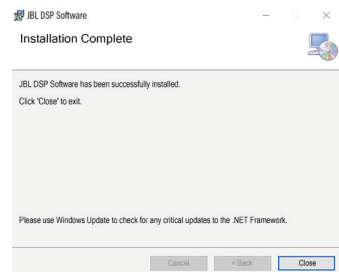 JBL DSP Software
Installation Complete
JBL DSP Software has been successfully installed.
Click 'Close' to exit.
Please use Windows Update to check for any critical updates to the .NET Framework.
Cancel
< Back
Close